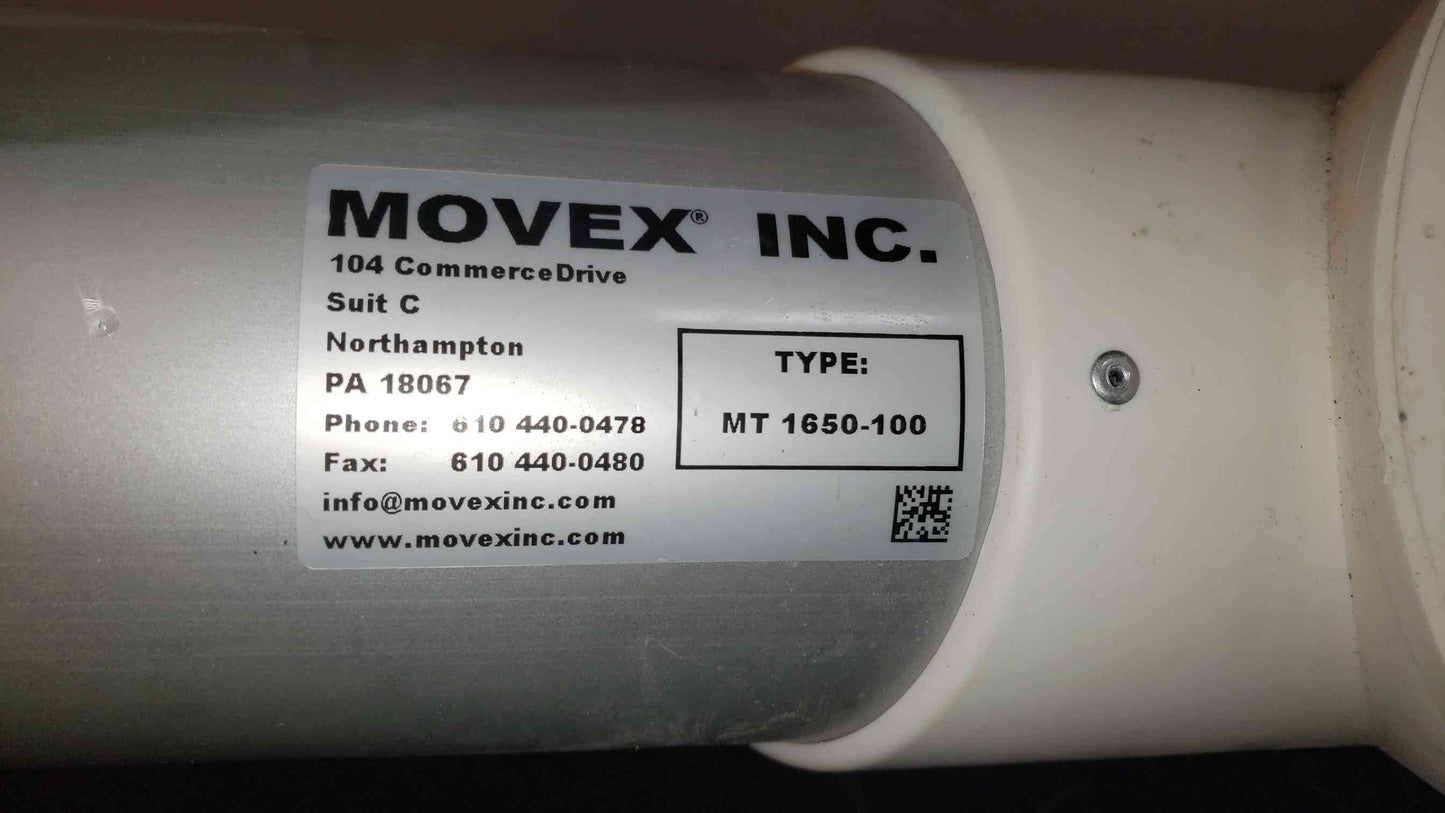 MOVEX® INC.
104 CommerceDrive
Suit C
Northampton
PA 18067
Phone: 610 440-0478
Fax: 610 440-0480
info@movexinc.com
www.movexinc.com
TYPE:
MT 1650-100